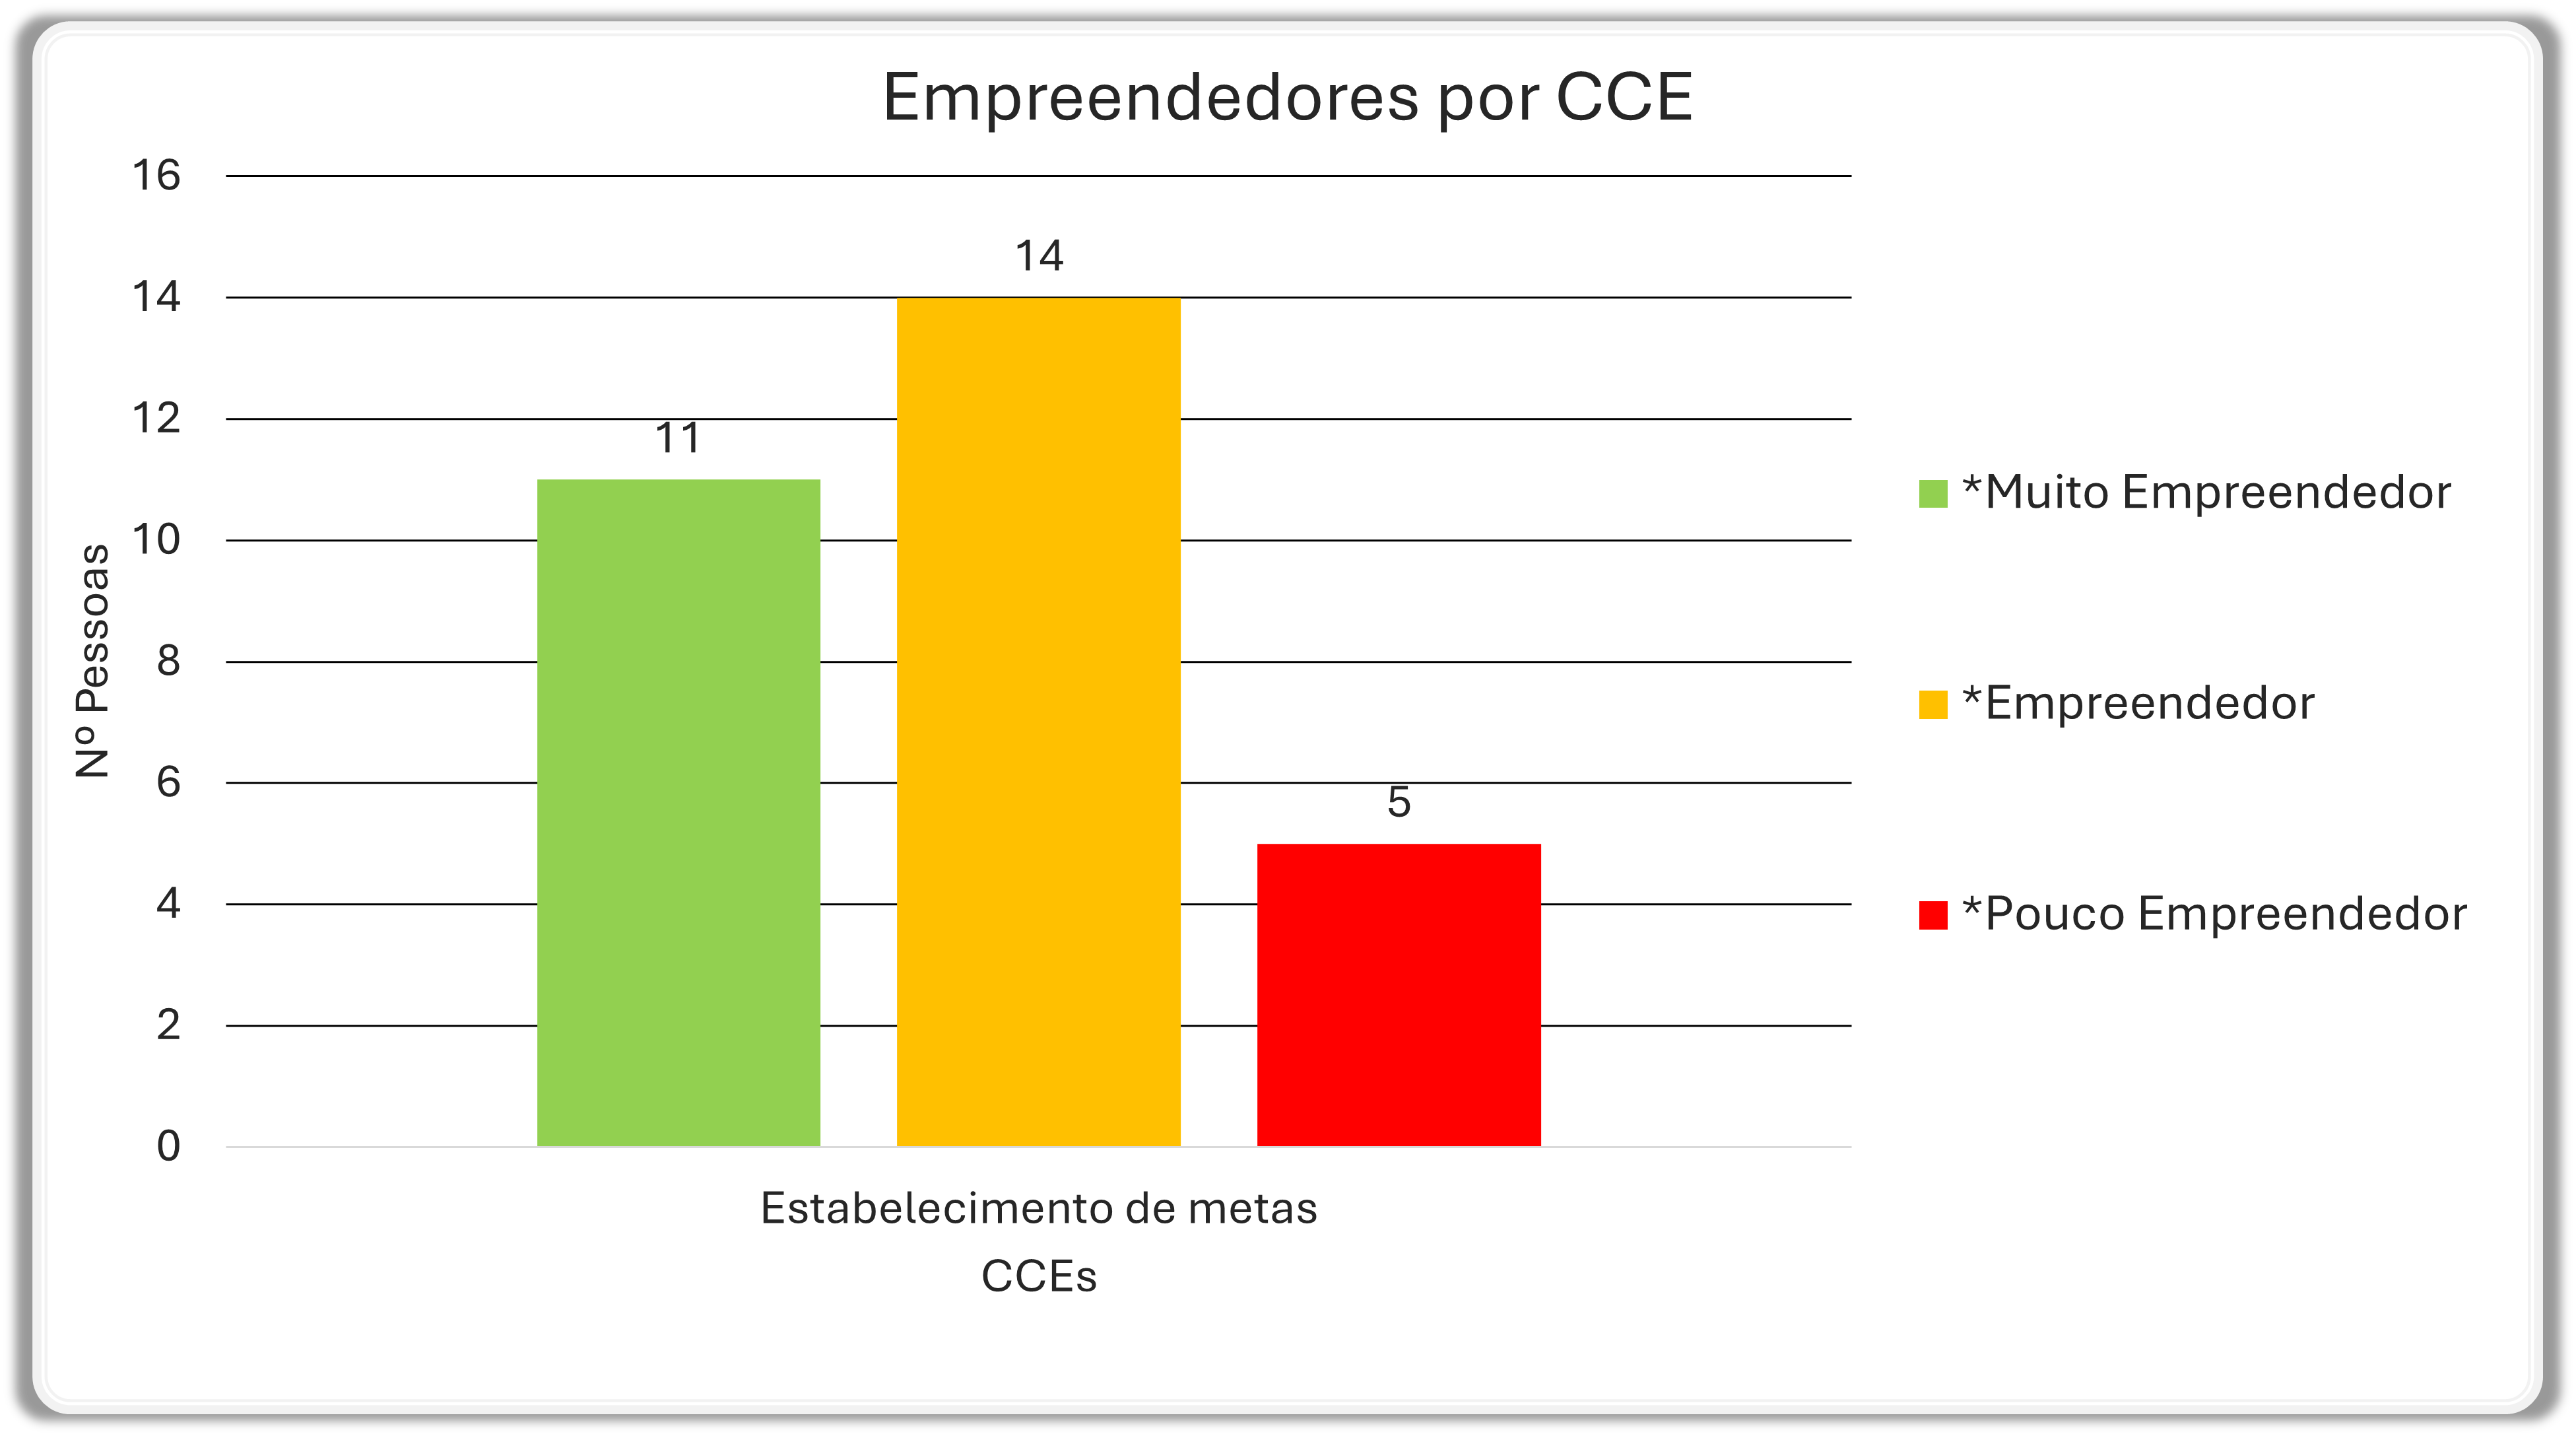 Empreendedores por CCE
16
14
12
10
8
6
4
2
0
Nº Pessoas
11
14
5
Estabelecimento de metas
CCEs
*Muito Empreendedor
*Empreendedor
*Pouco Empreendedor